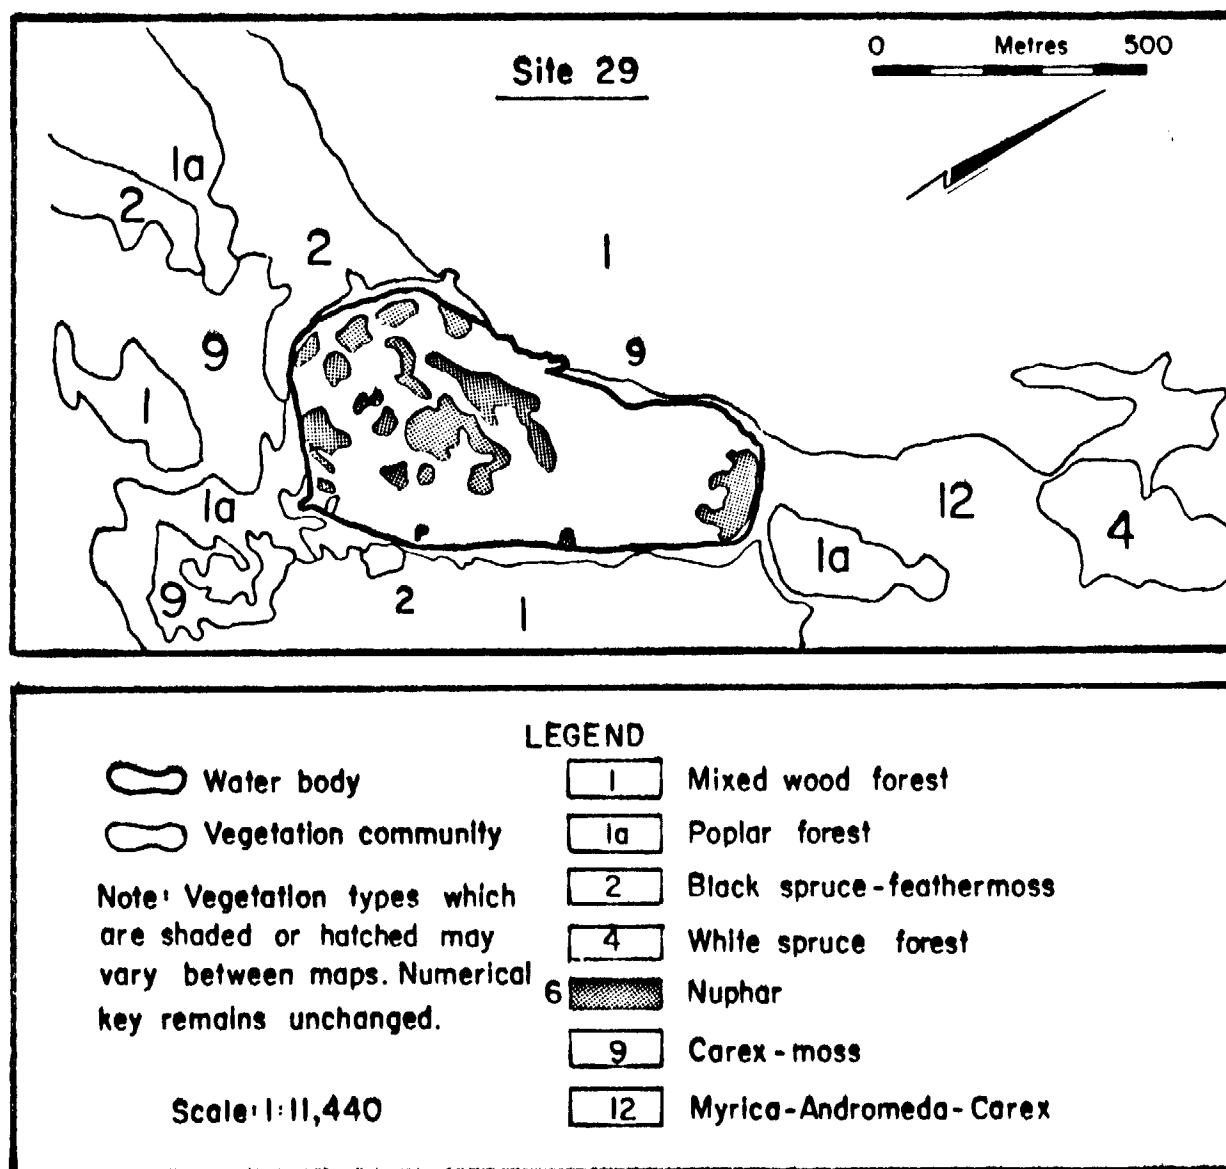 Site 29
0 Metres 500
1a
2
2
1
9
9
1
1a
12
4
1a
9
2
1
LEGEND
Water body
Vegetation community
Note: Vegetation types which
are shaded or hatched may
vary between maps. Numerical
key remains unchanged.
Scale: 1:11,440
1 Mixed wood forest
1a Poplar forest
2 Black spruce-feathermoss
4 White spruce forest
6 Nuphar
9 Carex-moss
12 Myrica-Andromeda-Carex